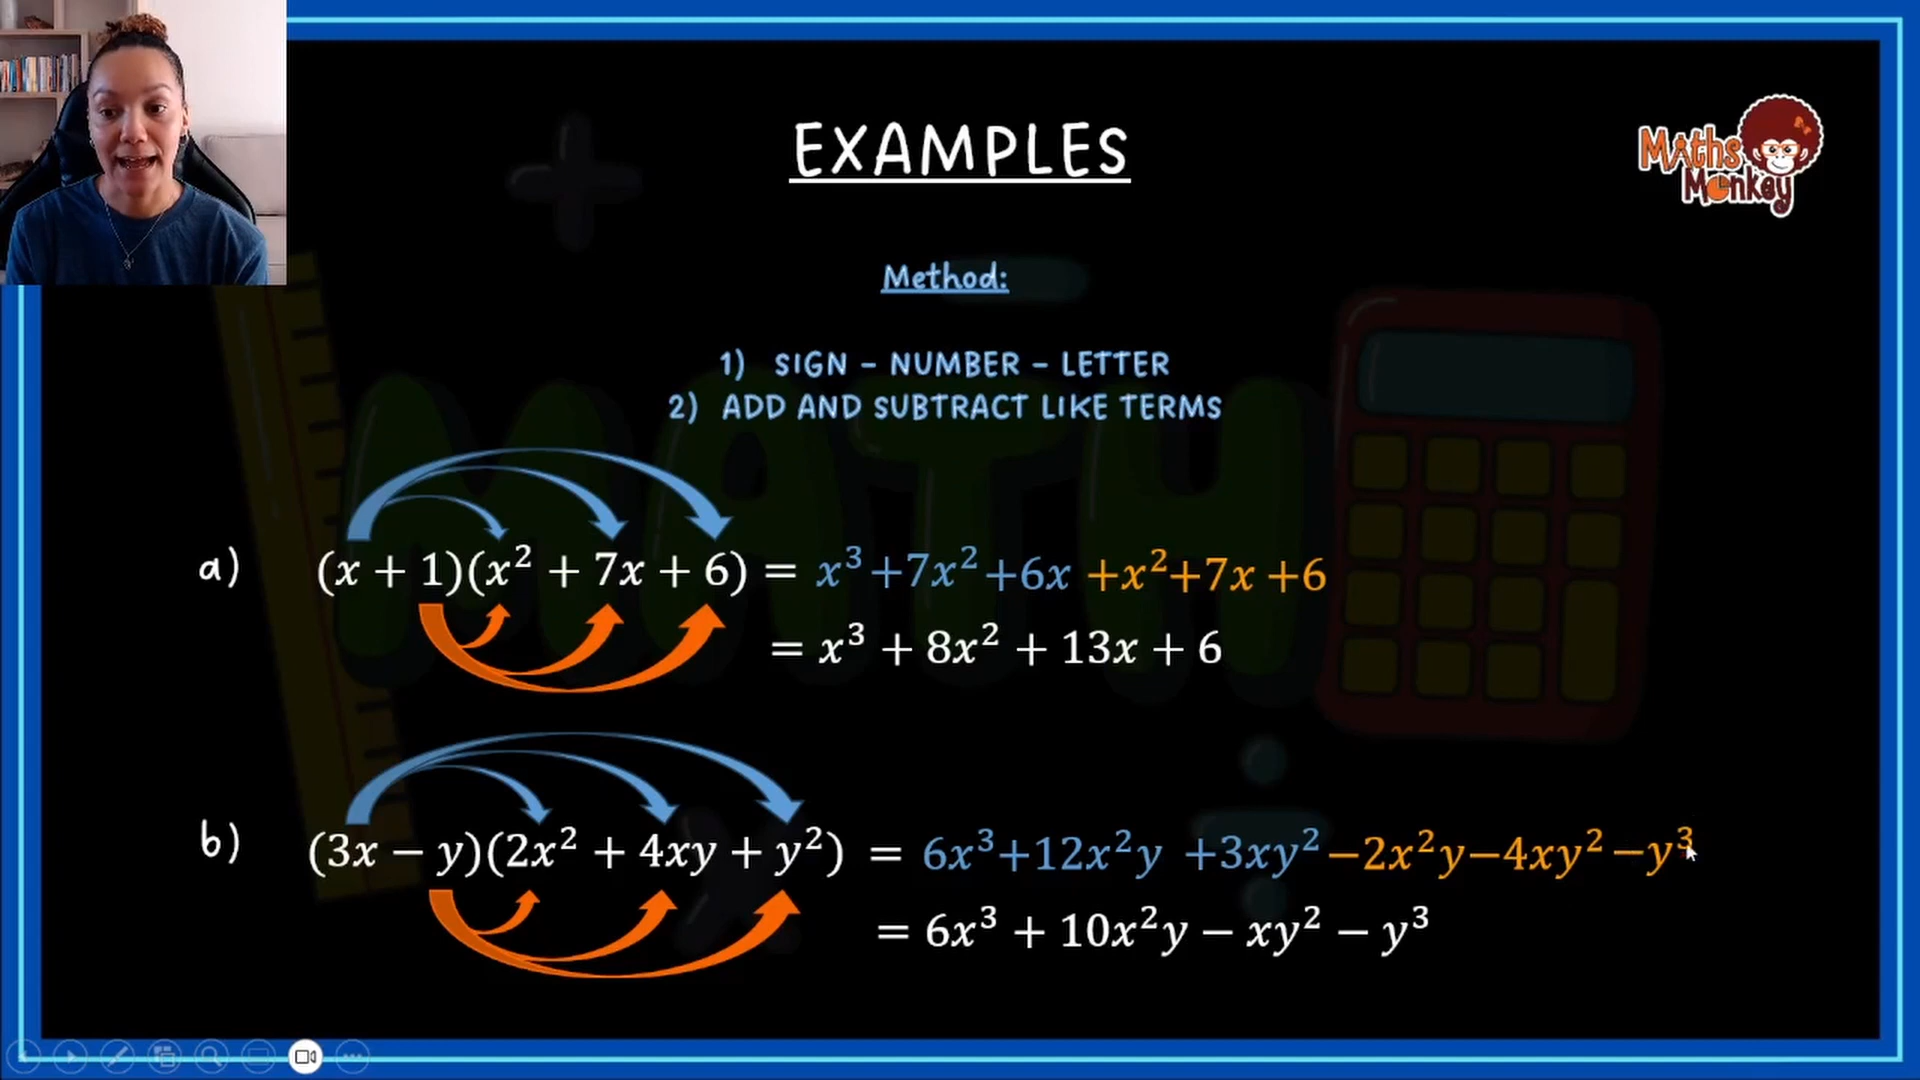 EXAMPLES
Maths
Monkey
Method:
1) SIGN – NUMBER – LETTER
2) ADD AND SUBTRACT LIKE TERMS
a) (x + 1)(x² + 7x + 6) = x³+7x²+6x +x²+7x +6
= x³ + 8x² + 13x + 6
b) (3x − y)(2x² + 4xy + y²) = 6x³+12x²y +3xy²−2x²y−4xy²−y³
= 6x³ + 10x²y − xy² − y³
MATH